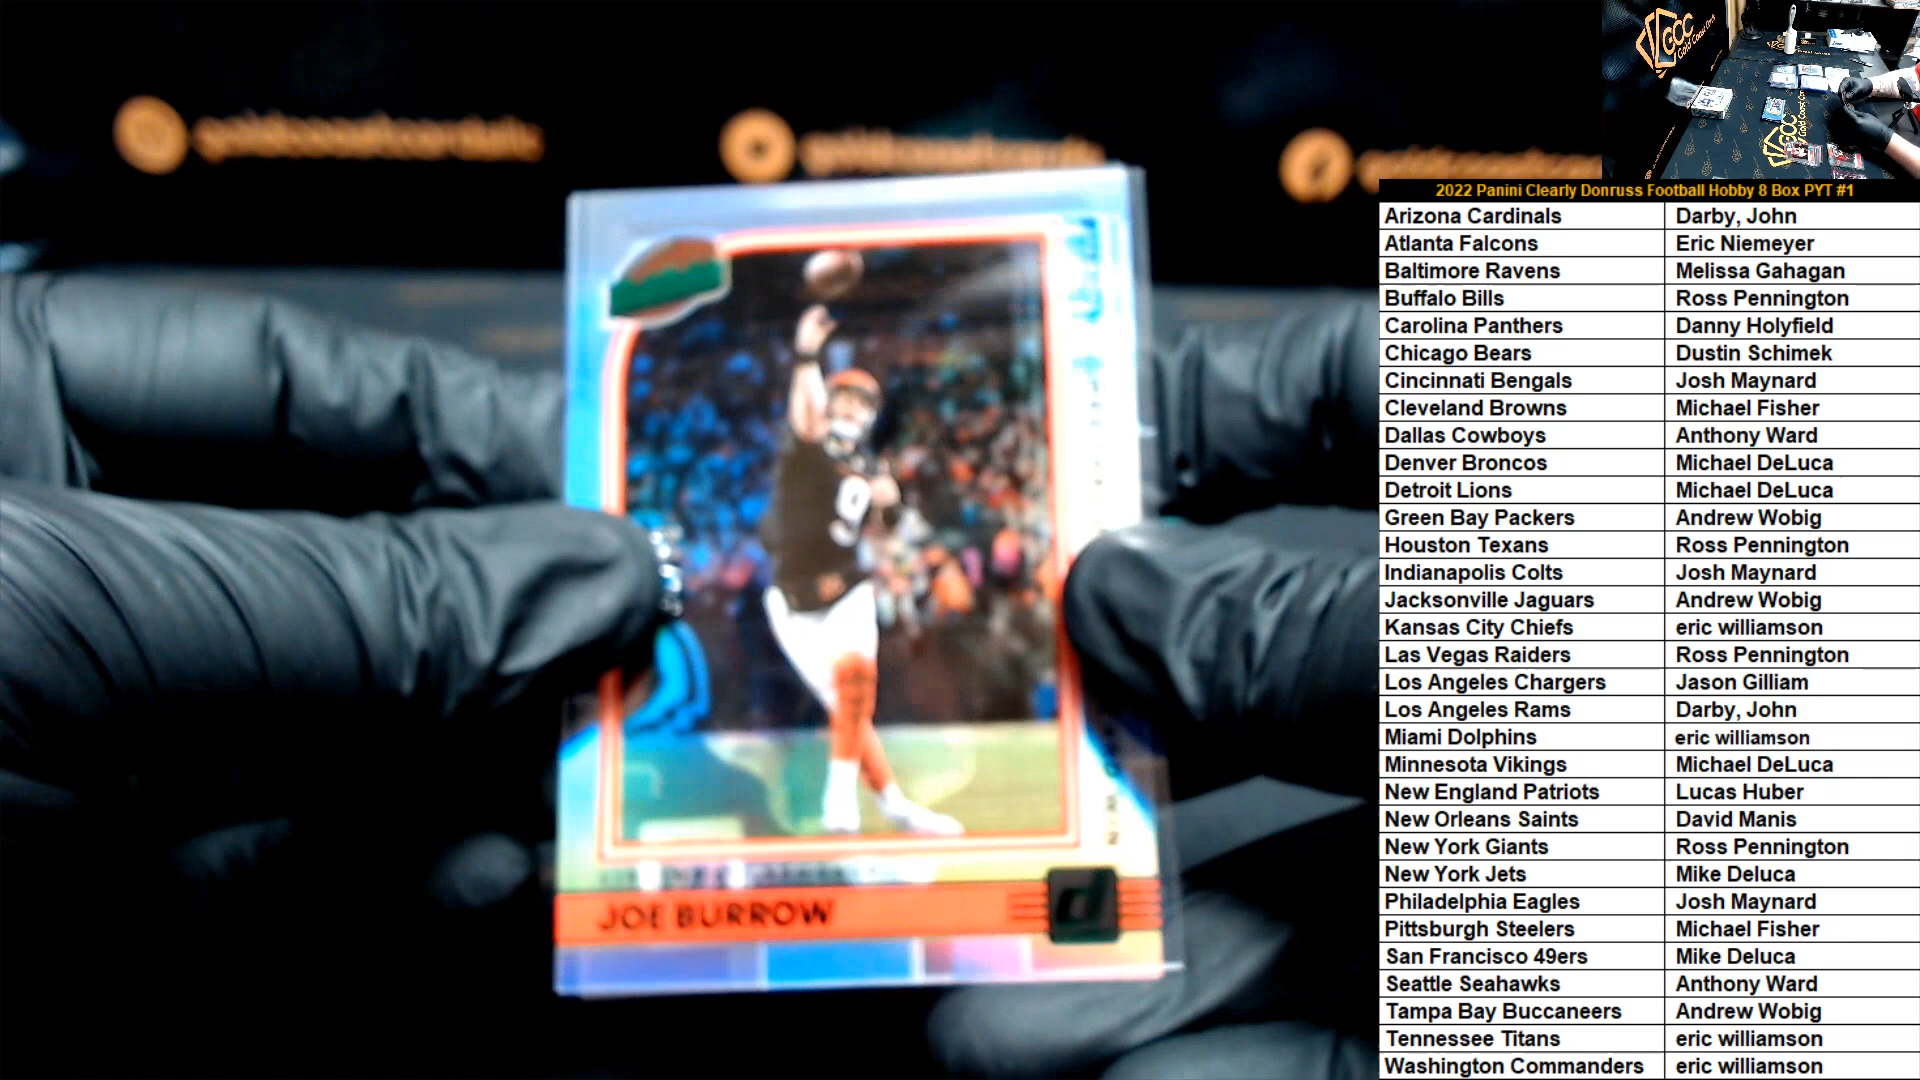 goldcoastcardsllc
GCC
Gold Coast Cards
2022 Panini Clearly Donruss Football Hobby 8 Box PYT #1
Arizona Cardinals Darby, John
Atlanta Falcons Eric Niemeyer
Baltimore Ravens Melissa Gahagan
Buffalo Bills Ross Pennington
Carolina Panthers Danny Holyfield
Chicago Bears Dustin Schimek
Cincinnati Bengals Josh Maynard
Cleveland Browns Michael Fisher
Dallas Cowboys Anthony Ward
Denver Broncos Michael DeLuca
Detroit Lions Michael DeLuca
Green Bay Packers Andrew Wobig
Houston Texans Ross Pennington
Indianapolis Colts Josh Maynard
Jacksonville Jaguars Andrew Wobig
Kansas City Chiefs eric williamson
Las Vegas Raiders Ross Pennington
Los Angeles Chargers Jason Gilliam
Los Angeles Rams Darby, John
Miami Dolphins eric williamson
Minnesota Vikings Michael DeLuca
New England Patriots Lucas Huber
New Orleans Saints David Manis
New York Giants Ross Pennington
New York Jets Mike Deluca
Philadelphia Eagles Josh Maynard
Pittsburgh Steelers Michael Fisher
San Francisco 49ers Mike Deluca
Seattle Seahawks Anthony Ward
Tampa Bay Buccaneers Andrew Wobig
Tennessee Titans eric williamson
Washington Commanders eric williamson
9
JOE BURROW
d